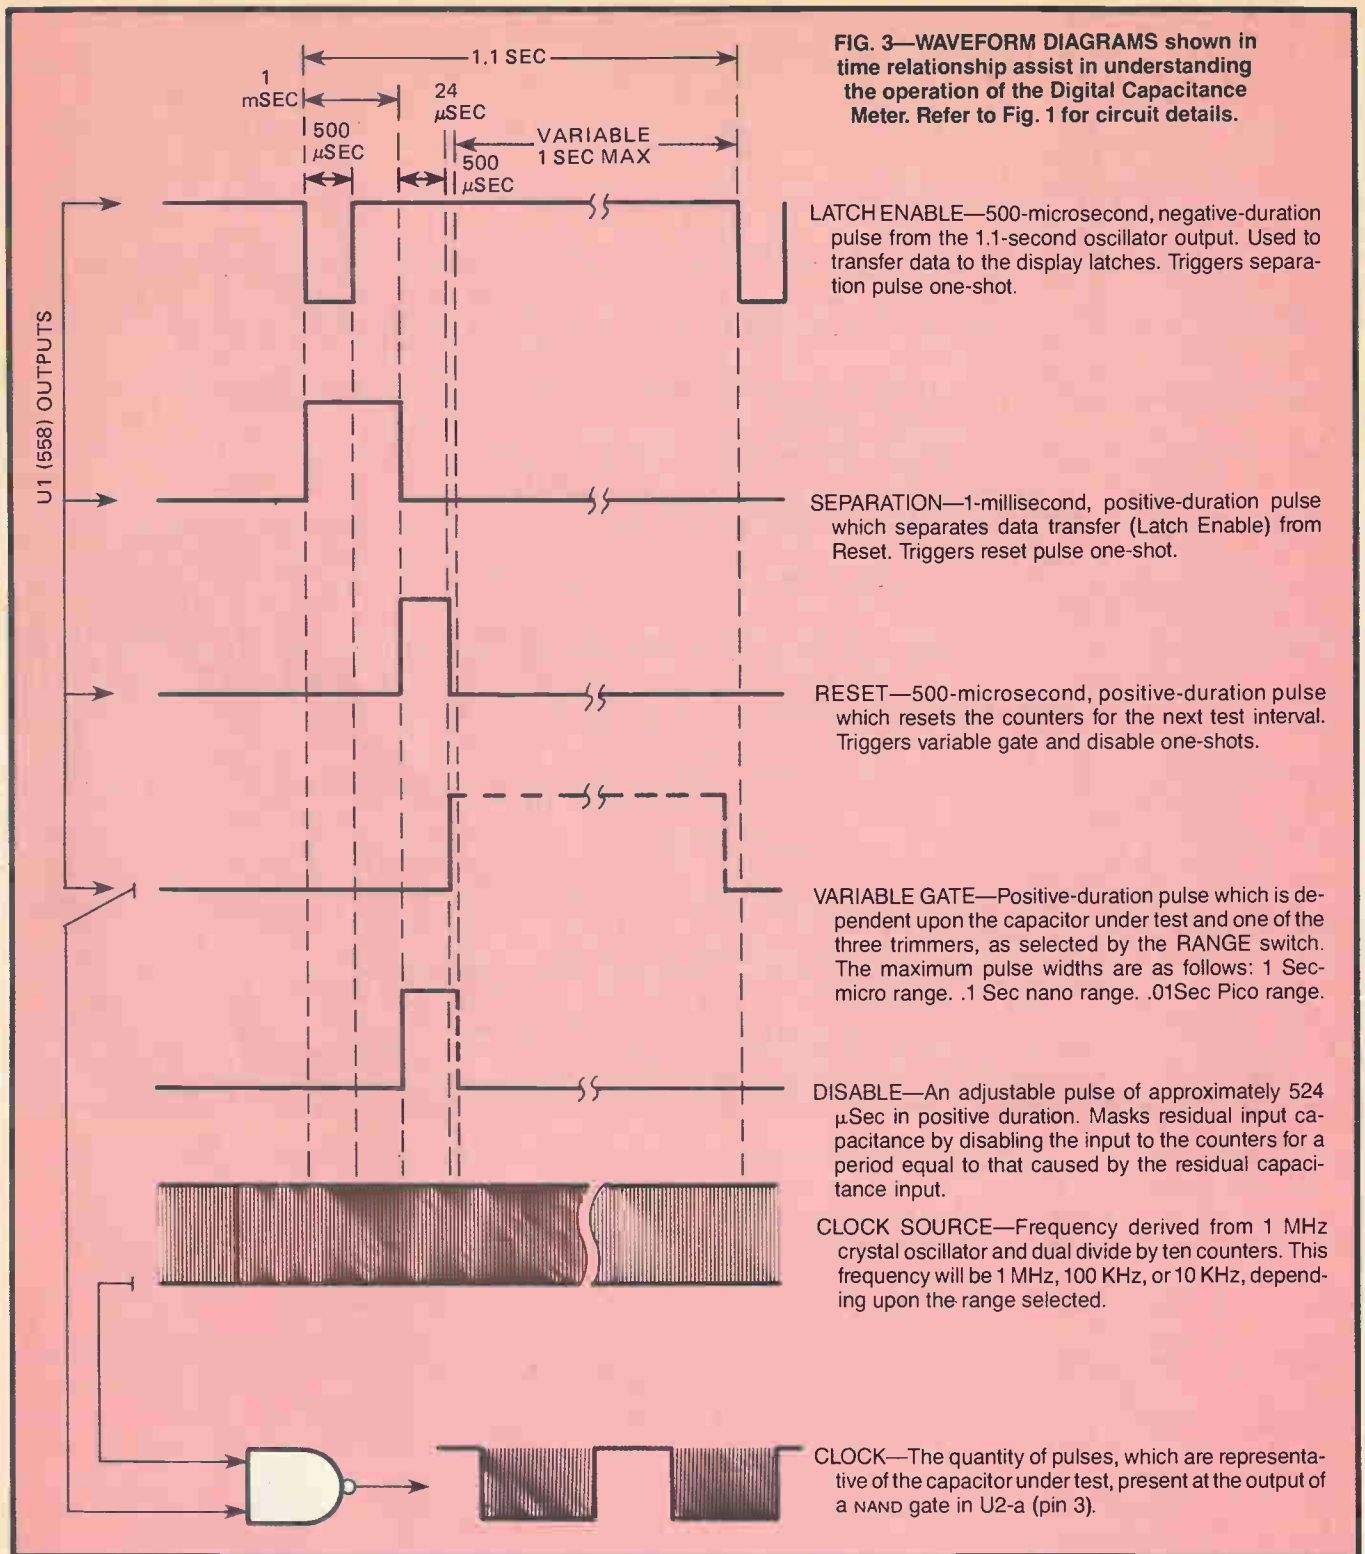 FIG. 3—WAVEFORM DIAGRAMS shown in
time relationship assist in understanding
the operation of the Digital Capacitance
Meter. Refer to Fig. 1 for circuit details.
1.1 SEC
1
mSEC
24
µSEC
500
µSEC
VARIABLE
1 SEC MAX
500
µSEC
U1 (558) OUTPUTS
LATCH ENABLE—500-microsecond, negative-duration
pulse from the 1.1-second oscillator output. Used to
transfer data to the display latches. Triggers separa-
tion pulse one-shot.
SEPARATION—1-millisecond, positive-duration pulse
which separates data transfer (Latch Enable) from
Reset. Triggers reset pulse one-shot.
RESET—500-microsecond, positive-duration pulse
which resets the counters for the next test interval.
Triggers variable gate and disable one-shots.
VARIABLE GATE—Positive-duration pulse which is de-
pendent upon the capacitor under test and one of the
three trimmers, as selected by the RANGE switch.
The maximum pulse widths are as follows: 1 Sec-
micro range. .1 Sec nano range. .01Sec Pico range.
DISABLE—An adjustable pulse of approximately 524
µSec in positive duration. Masks residual input ca-
pacitance by disabling the input to the counters for a
period equal to that caused by the residual capaci-
tance input.
CLOCK SOURCE—Frequency derived from 1 MHz
crystal oscillator and dual divide by ten counters. This
frequency will be 1 MHz, 100 KHz, or 10 KHz, depend-
ing upon the range selected.
CLOCK—The quantity of pulses, which are representa-
tive of the capacitor under test, present at the output of
a NAND gate in U2-a (pin 3).